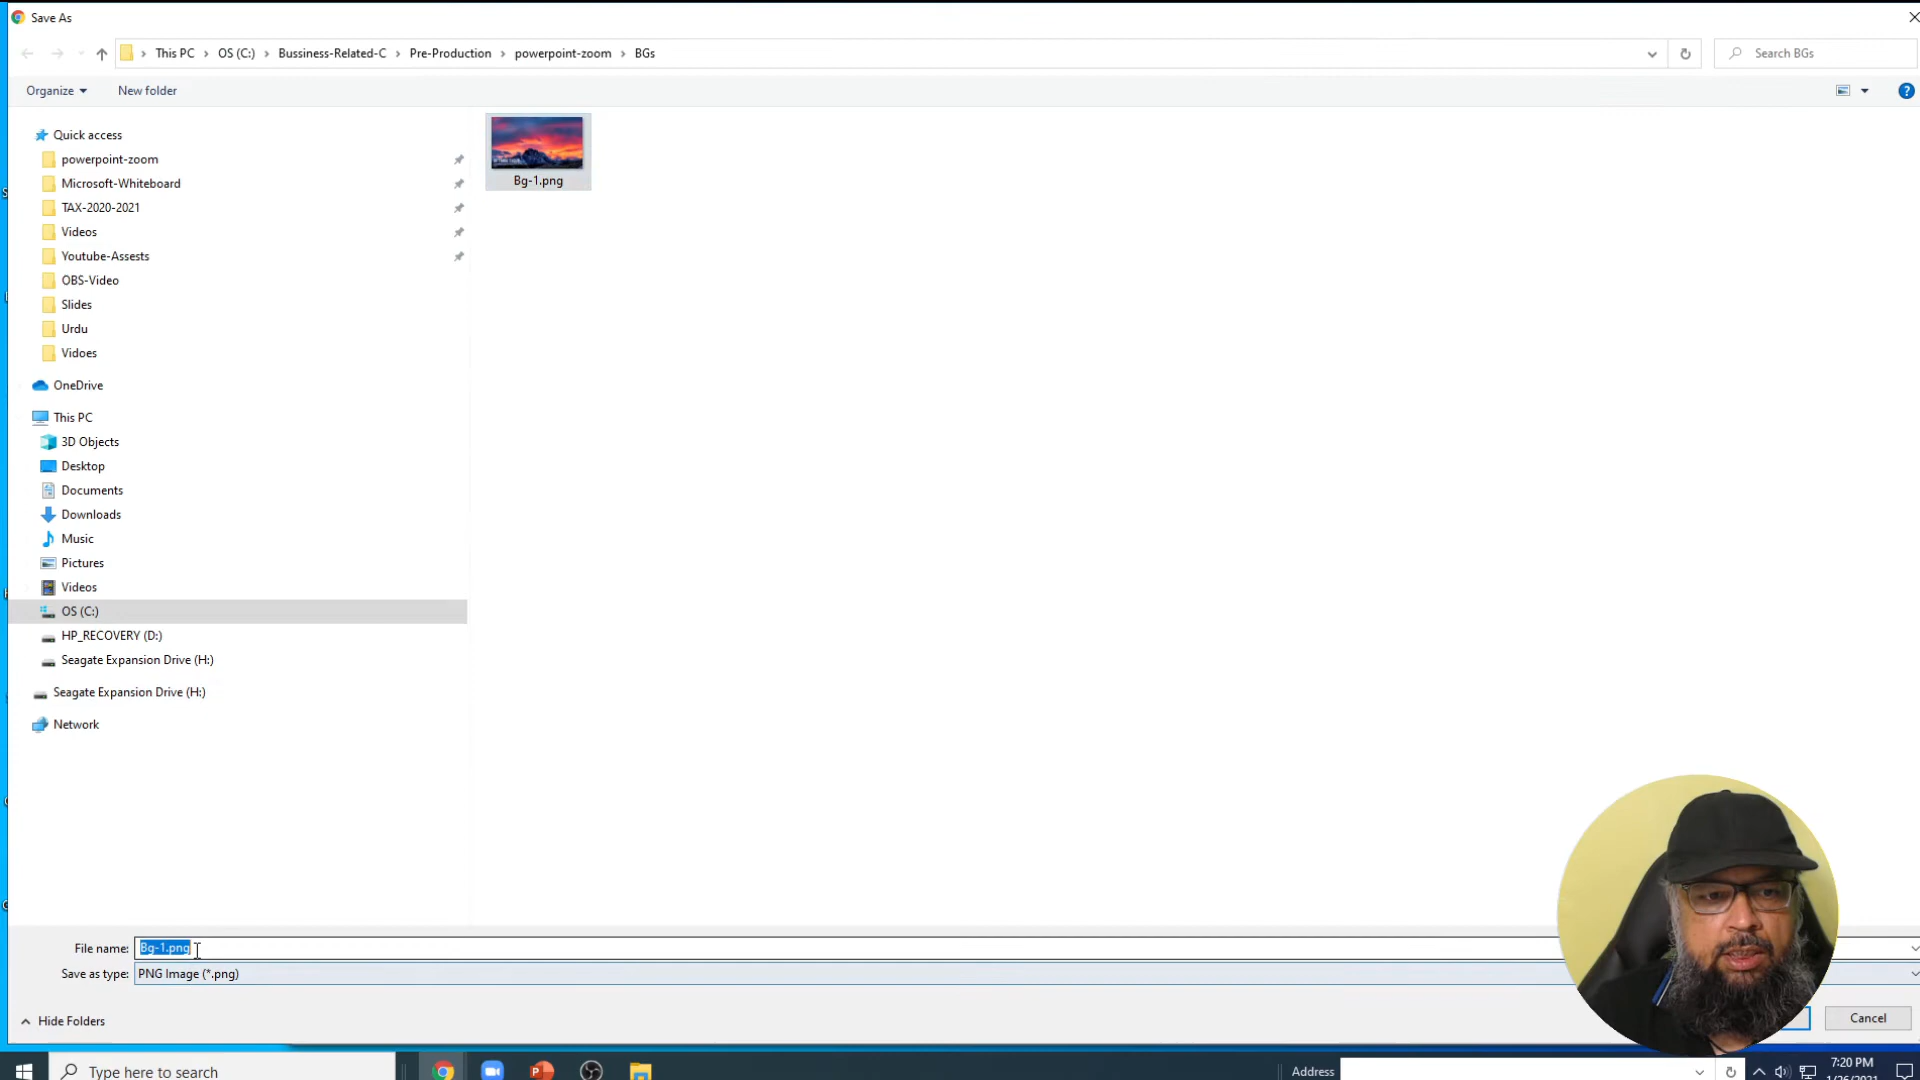 Save As
This PC > OS (C:) > Bussiness-Related-C > Pre-Production > powerpoint-zoom > BGs
Search BGs
Organize
New folder
Quick access
powerpoint-zoom
Microsoft-Whiteboard
TAX-2020-2021
Videos
Youtube-Assests
OBS-Video
Slides
Urdu
Vidoes
OneDrive
This PC
3D Objects
Desktop
Documents
Downloads
Music
Pictures
Videos
OS (C:)
HP_RECOVERY (D:)
Seagate Expansion Drive (H:)
Seagate Expansion Drive (H:)
Network
Bg-1.png
File name: Bg-1.png
Save as type: PNG Image (*.png)
Hide Folders
Cancel
Type here to search
Address
7:20 PM